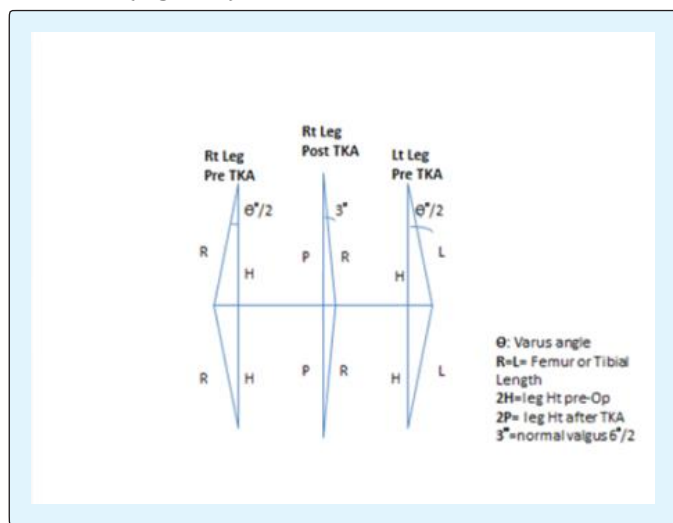 Rt Leg
Post TKA
Rt Leg
Pre TKA
Lt Leg
Pre TKA
Θ°/2
3°
Θ°/2
R
H
P
R
H
L
R
H
P
R
H
L
Θ: Varus angle
R=L= Femur or Tibial
Length
2H=leg Ht pre-Op
2P= leg Ht after TKA
3°=normal valgus 6°/2